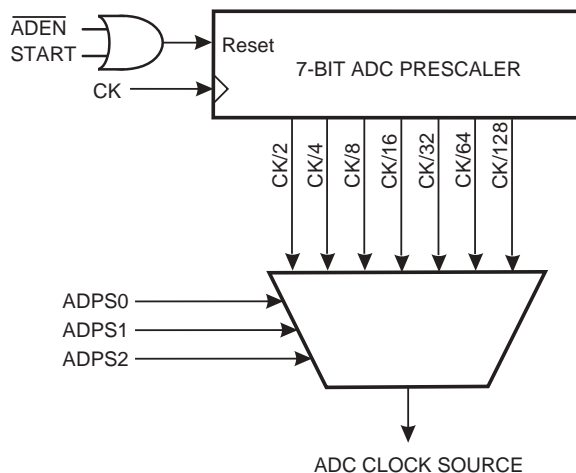 ADEN
START
Reset
7-BIT ADC PRESCALER
CK
CK/2
CK/4
CK/8
CK/16
CK/32
CK/64
CK/128
ADPS0
ADPS1
ADPS2
ADC CLOCK SOURCE